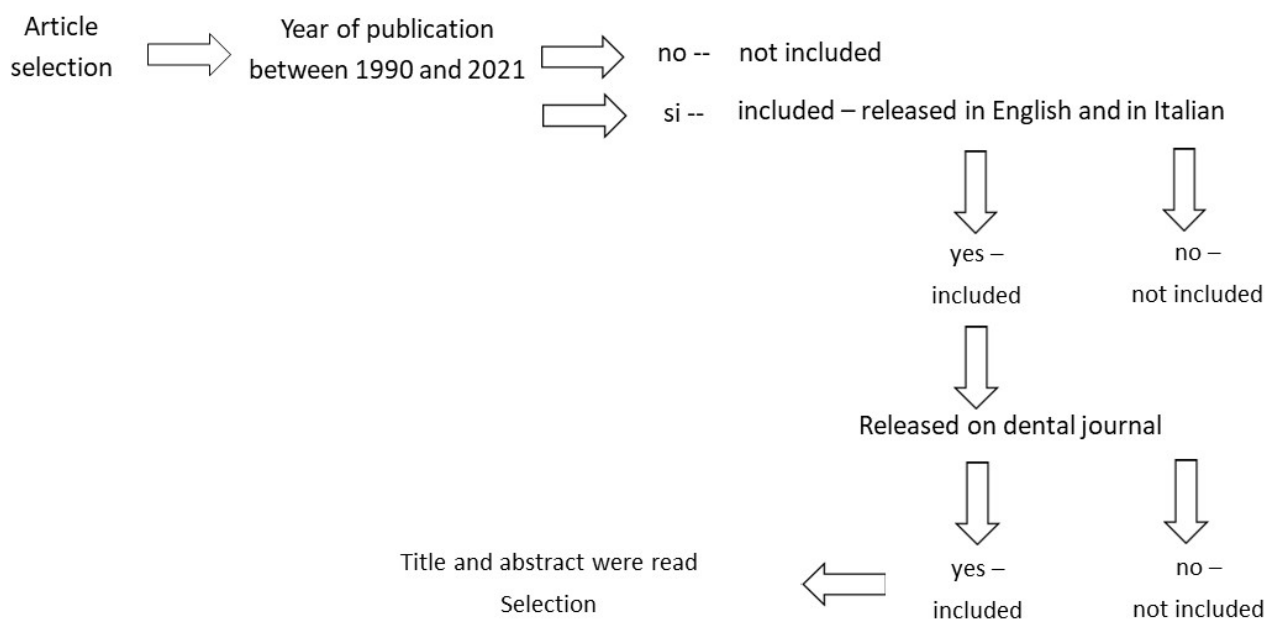 Article
selection
Year of publication
between 1990 and 2021
no -- not included
si -- included – released in English and in Italian
yes –
included
no –
not included
Released on dental journal
yes –
included
no –
not included
Title and abstract were read
Selection